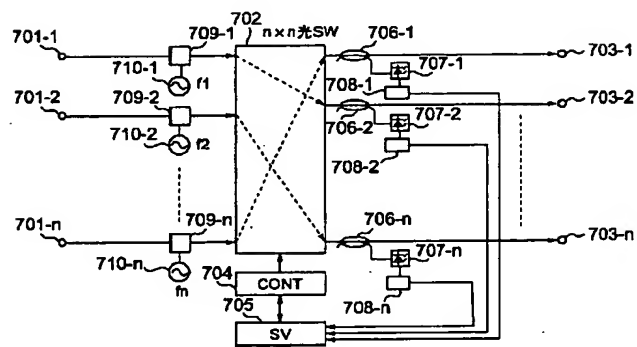 702 n×n光SW
701-1 709-1 706-1 703-1
710-1 f1 707-1
708-1
701-2 709-2 703-2
710-2 f2 706-2 707-2
708-2
701-n 709-n 706-n 703-n
710-n fn 707-n
704 CONT 708-n
705 SV